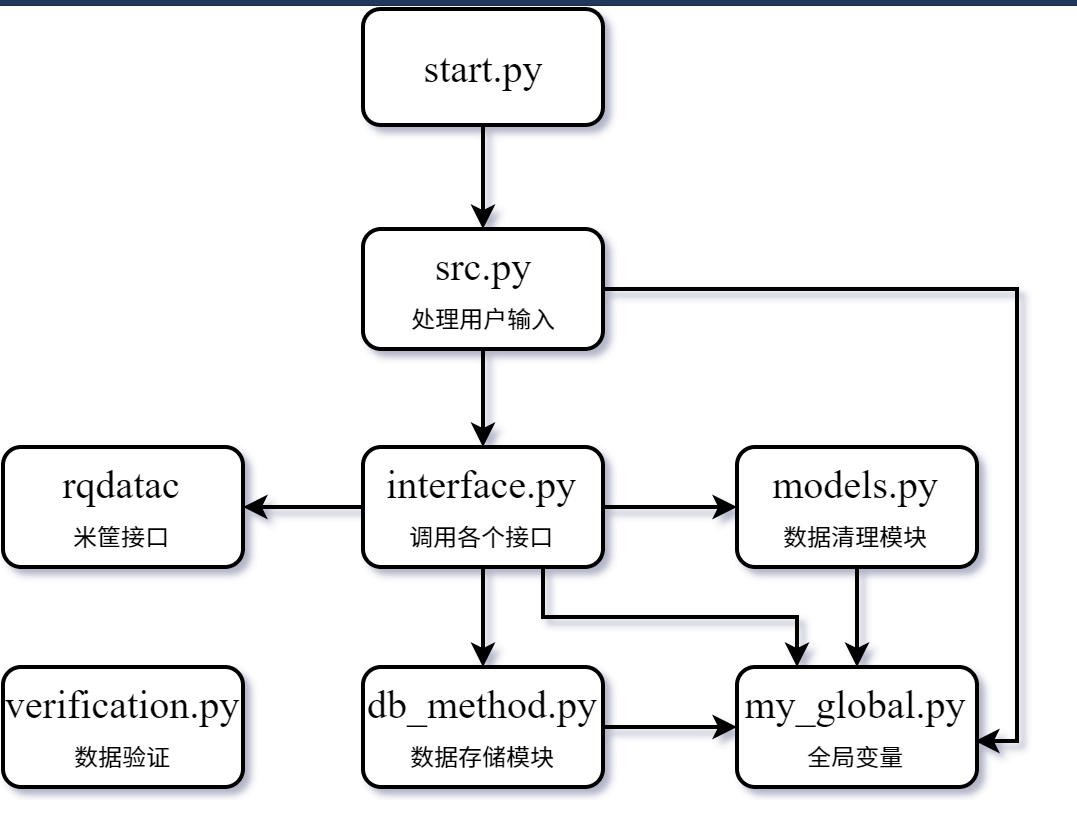 start.py
src.py
处理用户输入
rqdatac
米筐接口
interface.py
调用各个接口
models.py
数据清理模块
verification.py
数据验证
db_method.py
数据存储模块
my_global.py
全局变量